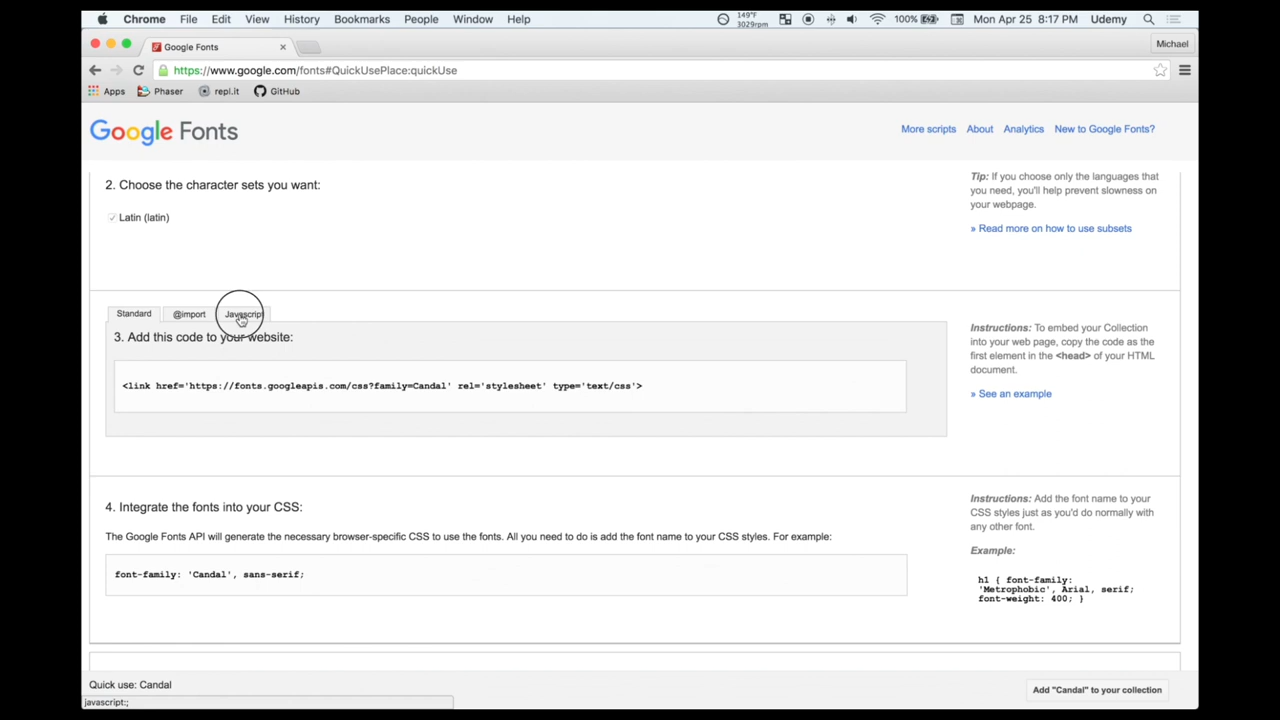 Chrome File Edit View History Bookmarks People Window Help 149°F 3029rpm 100% Mon Apr 25 8:17 PM Udemy
Google Fonts Michael
https://www.google.com/fonts#QuickUsePlace:quickUse
Apps Phaser repl.it GitHub
Google Fonts More scripts About Analytics New to Google Fonts?
2. Choose the character sets you want:
Latin (latin)
Tip: If you choose only the languages that
you need, you'll help prevent slowness on
your webpage.
» Read more on how to use subsets
Standard @import Javascript
3. Add this code to your website:
<link href='https://fonts.googleapis.com/css?family=Candal' rel='stylesheet' type='text/css'>
Instructions: To embed your Collection
into your web page, copy the code as the
first element in the <head> of your HTML
document.
» See an example
4. Integrate the fonts into your CSS:
The Google Fonts API will generate the necessary browser-specific CSS to use the fonts. All you need to do is add the font name to your CSS styles. For example:
font-family: 'Candal', sans-serif;
Instructions: Add the font name to your
CSS styles just as you'd do normally with
any other font.
Example:
h1 { font-family:
'Metrophobic', Arial, serif;
font-weight: 400; }
Quick use: Candal Add "Candal" to your collection
javascript:;